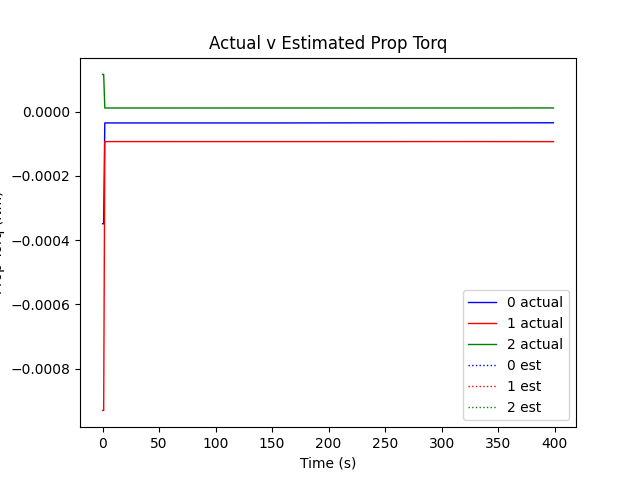 Actual v Estimated Prop Torq
0.0000
−0.0002
−0.0004
−0.0006
−0.0008
0 actual
1 actual
2 actual
0 est
1 est
2 est
0 50 100 150 200 250 300 350 400
Time (s)